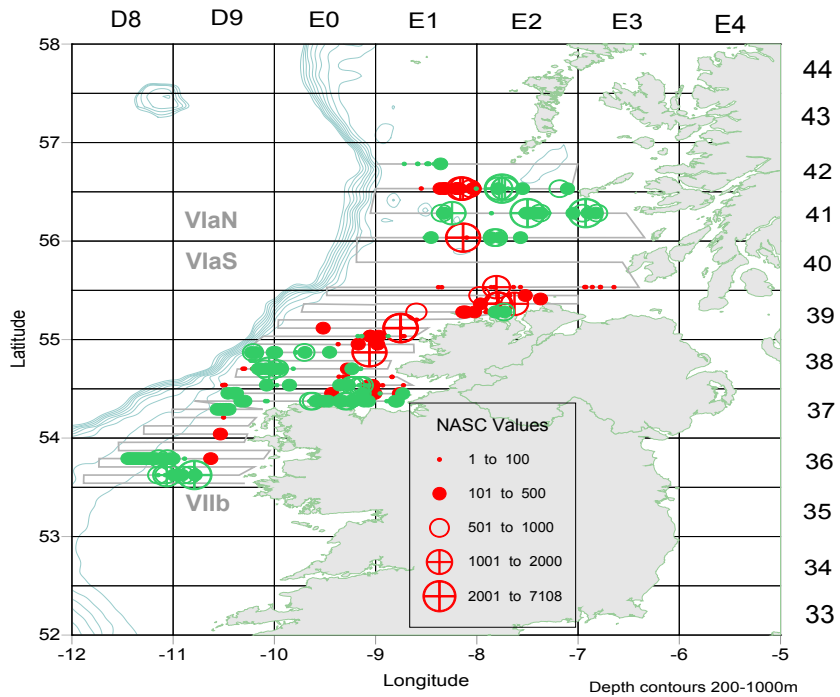 D8 D9 E0 E1 E2 E3 E4
58
44
57
43
42
VIaN
41
56
VIaS
40
Latitude
39
55
38
37
NASC Values
54
1 to 100
36
101 to 500
VIIb
501 to 1000
35
53
1001 to 2000
34
2001 to 7108
33
52
-12 -11 -10 -9 -8 -7 -6 -5
Longitude
Depth contours 200-1000m